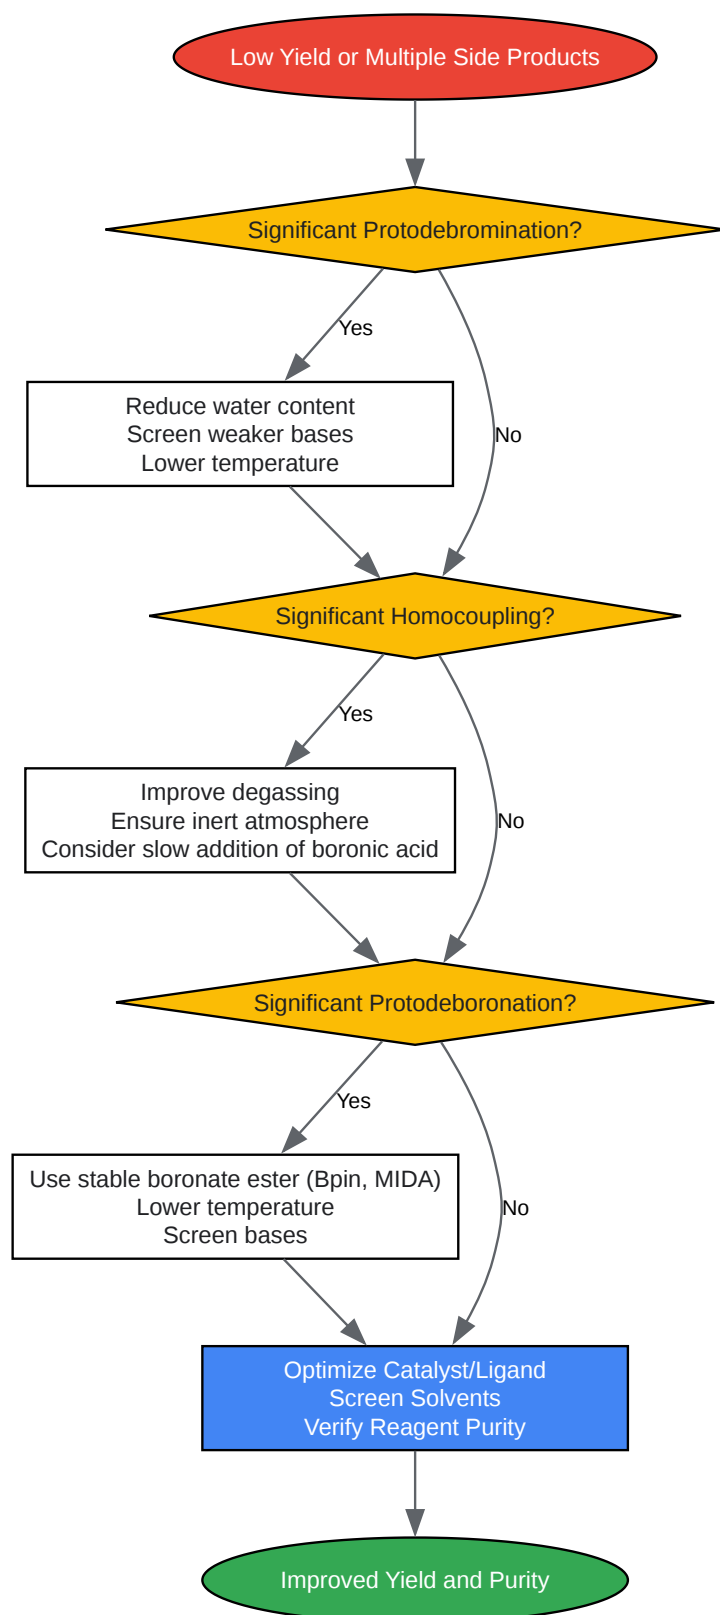 Low Yield or Multiple Side Products
Significant Protodebromination?
Yes
Reduce water content
Screen weaker bases
Lower temperature
No
Significant Homocoupling?
Yes
Improve degassing
Ensure inert atmosphere
Consider slow addition of boronic acid
No
Significant Protodeboronation?
Yes
Use stable boronate ester (Bpin, MIDA)
Lower temperature
Screen bases
No
Optimize Catalyst/Ligand
Screen Solvents
Verify Reagent Purity
Improved Yield and Purity